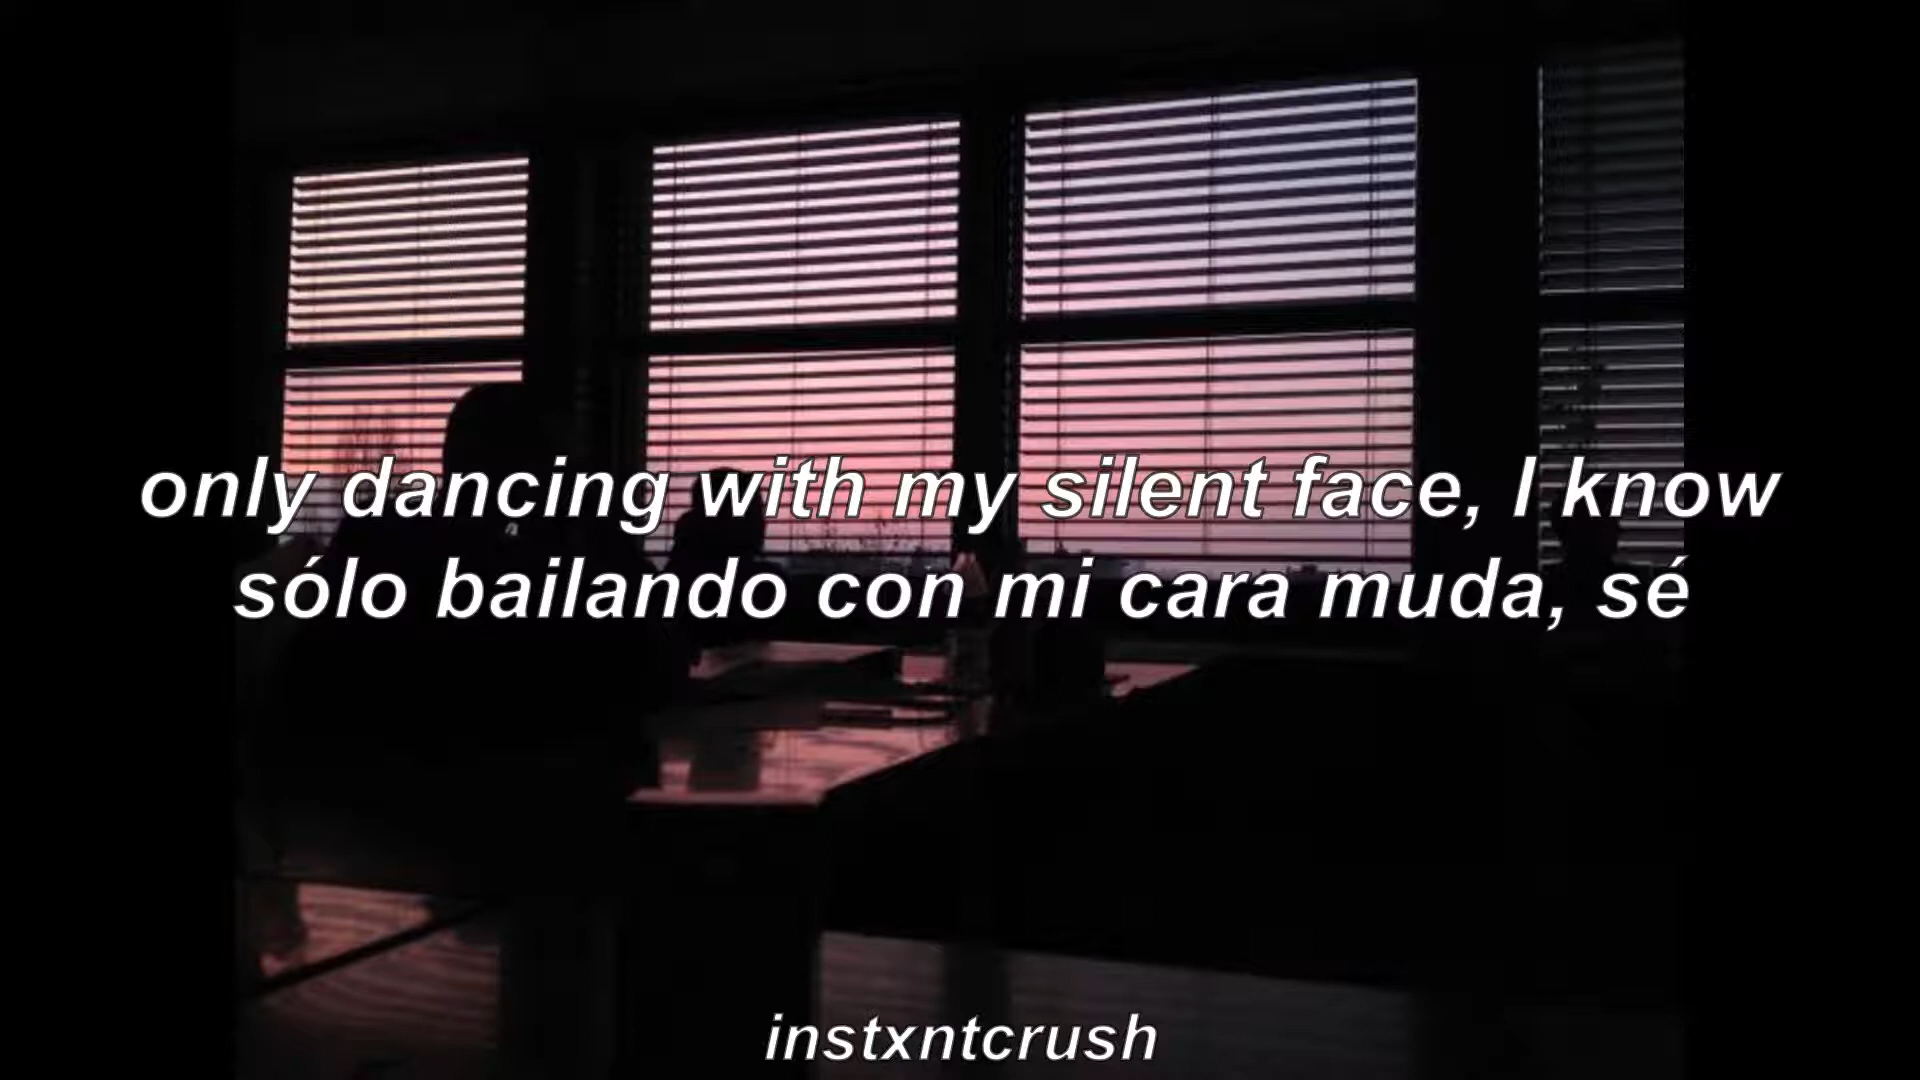 only dancing with my silent face, I know
sólo bailando con mi cara muda, sé
instxntcrush